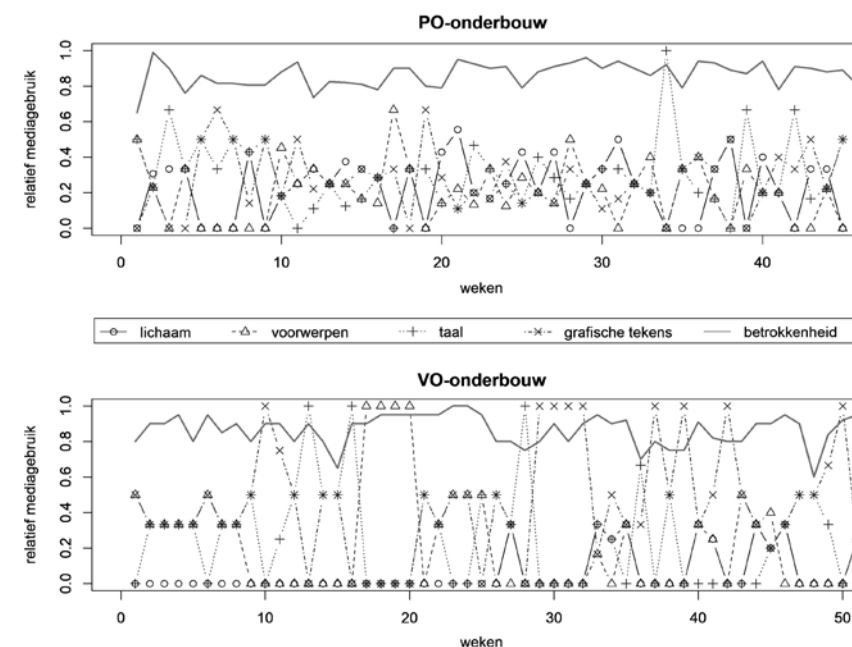 PO-onderbouw
relatief mediagebruik
1.0
0.8
0.6
0.4
0.2
0.0
0 10 20 30 40
weken
lichaam voorwerpen taal grafische tekens betrokkenheid
VO-onderbouw
relatief mediagebruik
1.0
0.8
0.6
0.4
0.2
0.0
0 10 20 30 40 50
weken